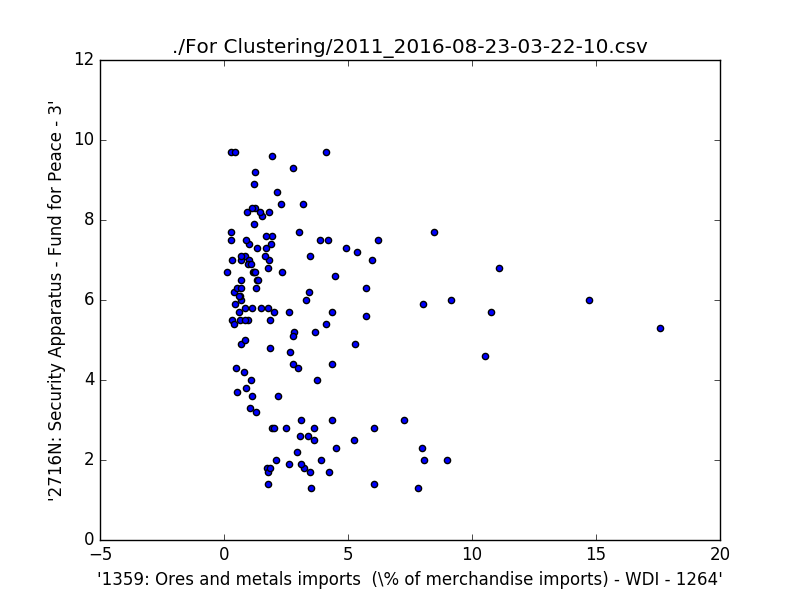 ./For Clustering/2011_2016-08-23-03-22-10.csv
12
10
8
6
4
2
0
'2716N: Security Apparatus - Fund for Peace - 3'
−5 0 5 10 15 20
'1359: Ores and metals imports  (\% of merchandise imports) - WDI - 1264'